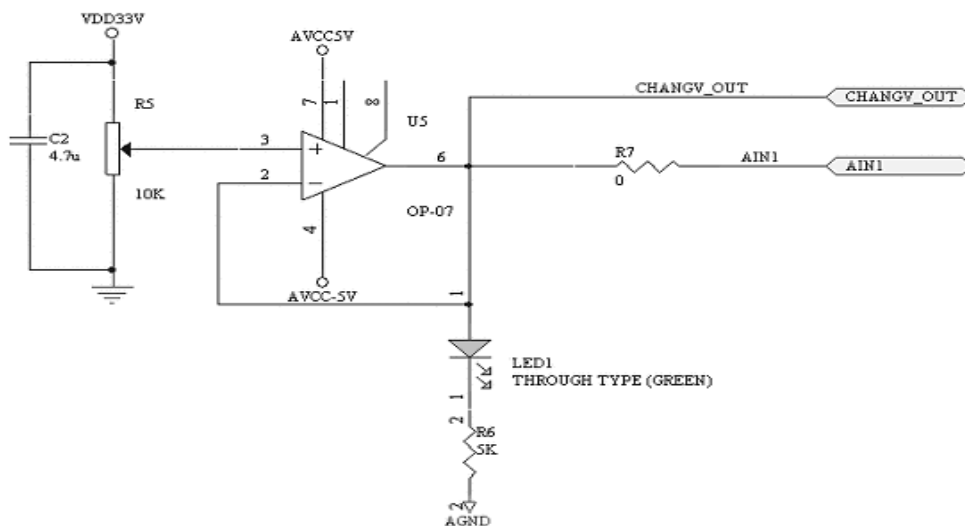 VDD33V
AVCC5V
R5
7
1
8
U5
CHANGV_OUT
CHANGV_OUT
C2
4.7u
3
+
2
−
6
R7
0
AIN1
AIN1
10K
OP-07
4
AVCC-5V
1
LED1
THROUGH TYPE (GREEN)
1
2
R6
5K
2
AGND